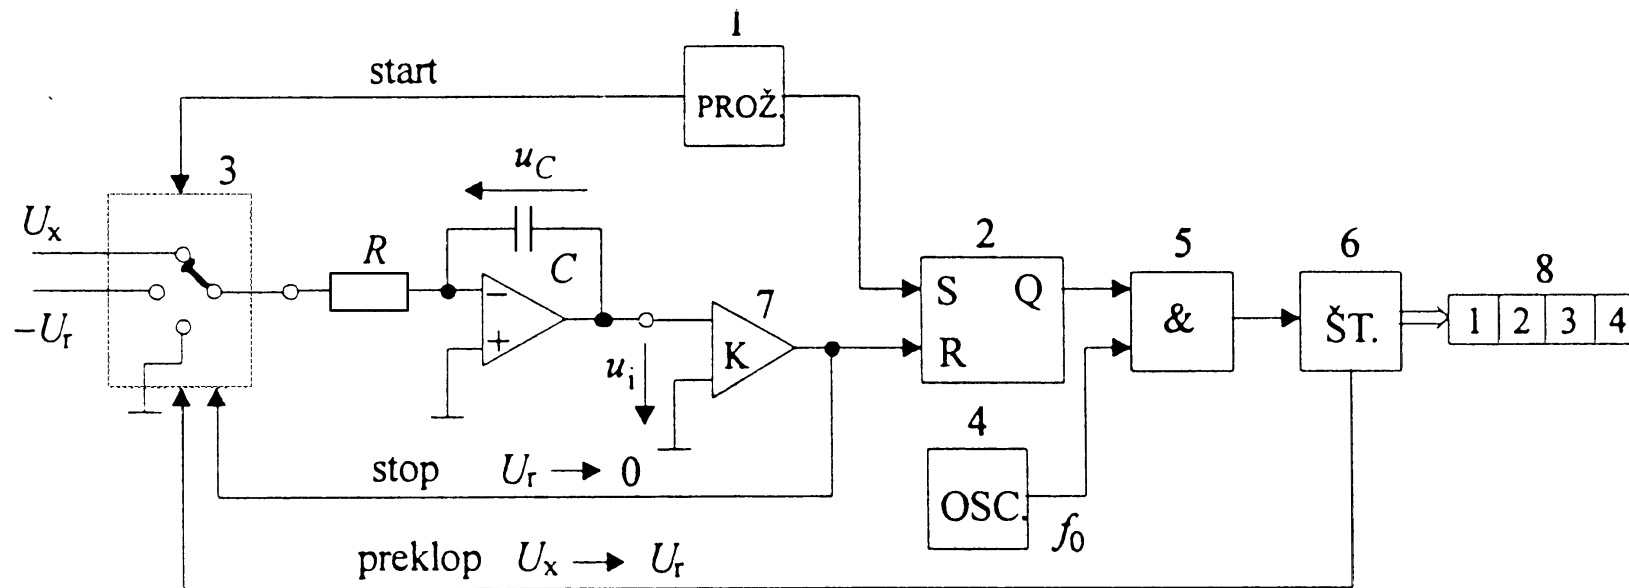 1
start
PROŽ.
3
u_C
U_x
R
C
2
5
6
8
7
S Q
&
ŠT.
1 2 3 4
-U_r
− 
+
K
R
u_i
4
stop U_r → 0
OSC.
f_0
preklop U_x → U_r